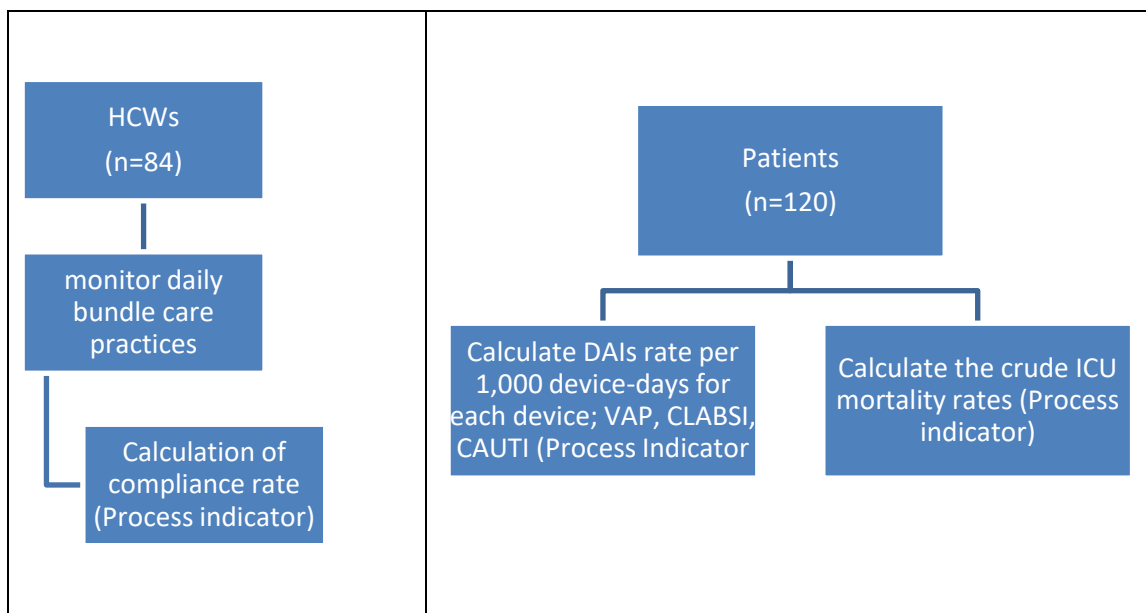 HCWs
(n=84)
monitor daily
bundle care
practices
Calculation of
compliance rate
(Process indicator)
Patients
(n=120)
Calculate DAIs rate per
1,000 device-days for
each device; VAP, CLABSI,
CAUTI (Process Indicator
Calculate the crude ICU
mortality rates (Process
indicator)